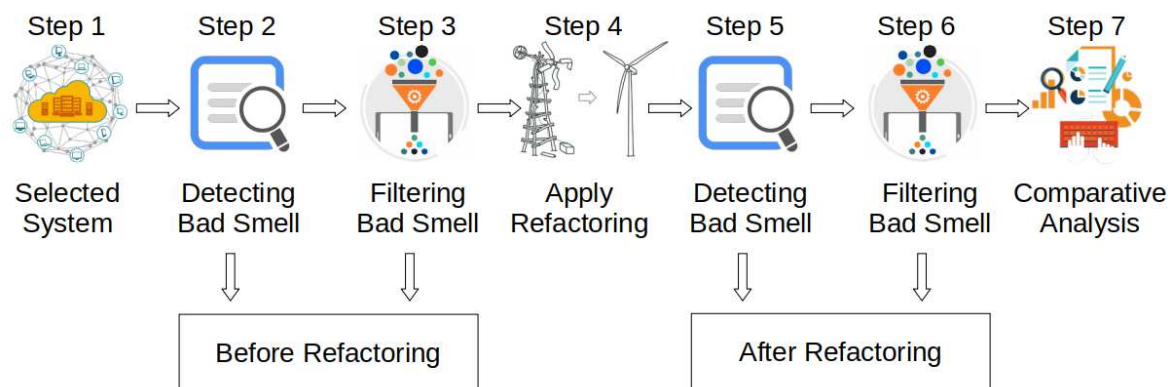 Step 1
Step 2
Step 3
Step 4
Step 5
Step 6
Step 7
Selected
System
Detecting
Bad Smell
Filtering
Bad Smell
Apply
Refactoring
Detecting
Bad Smell
Filtering
Bad Smell
Comparative
Analysis
Before Refactoring
After Refactoring